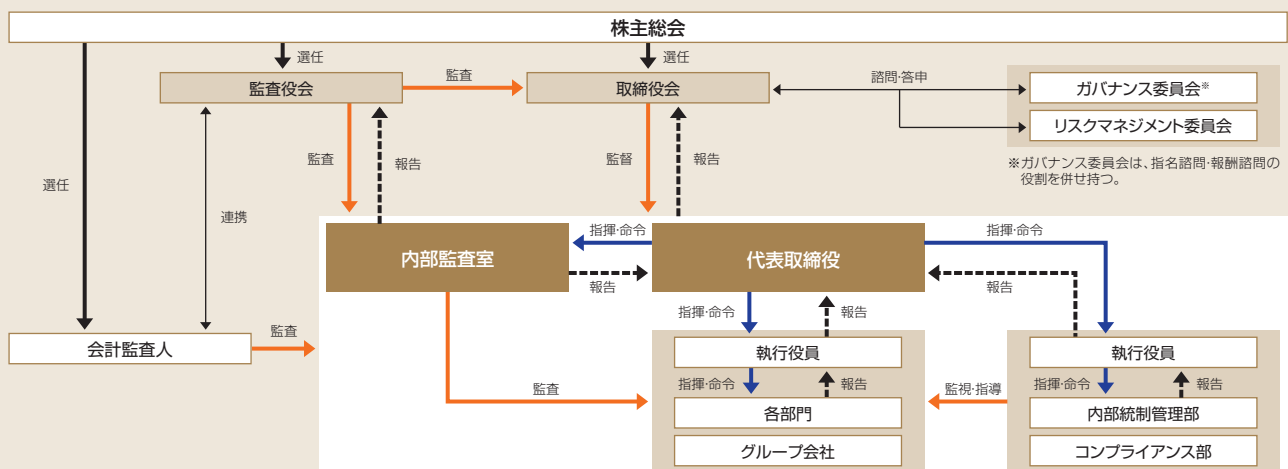 株主総会
選任
選任
監査役会
監査
取締役会
諮問・答申
ガバナンス委員会※
リスクマネジメント委員会
※ガバナンス委員会は、指名諮問・報酬諮問の
役割を併せ持つ。
選任
連携
監査
報告
監督
報告
内部監査室
指揮・命令
報告
代表取締役
指揮・命令
報告
会計監査人
監査
指揮・命令
報告
執行役員
指揮・命令
報告
各部門
グループ会社
監査
監視・指導
執行役員
指揮・命令
報告
内部統制管理部
コンプライアンス部